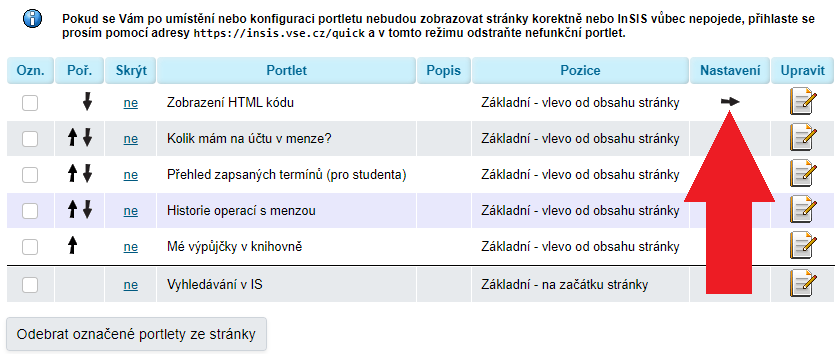 Pokud se Vám po umístění nebo konfiguraci portletu nebudou zobrazovat stránky korektně nebo InSIS vůbec nepojede, přihlaste se
prosím pomocí adresy https://insis.vse.cz/quick a v tomto režimu odstraňte nefunkční portlet.
Ozn. Poř. Skrýt Portlet Popis Pozice Nastavení Upravit
ne Zobrazení HTML kódu Základní - vlevo od obsahu stránky
ne Kolik mám na účtu v menze? Základní - vlevo od obsahu stránky
ne Přehled zapsaných termínů (pro studenta) Základní - vlevo od obsahu stránky
ne Historie operací s menzou Základní - vlevo od obsahu stránky
ne Mé výpůjčky v knihovně Základní - vlevo od obsahu stránky
ne Vyhledávání v IS Základní - na začátku stránky
Odebrat označené portlety ze stránky